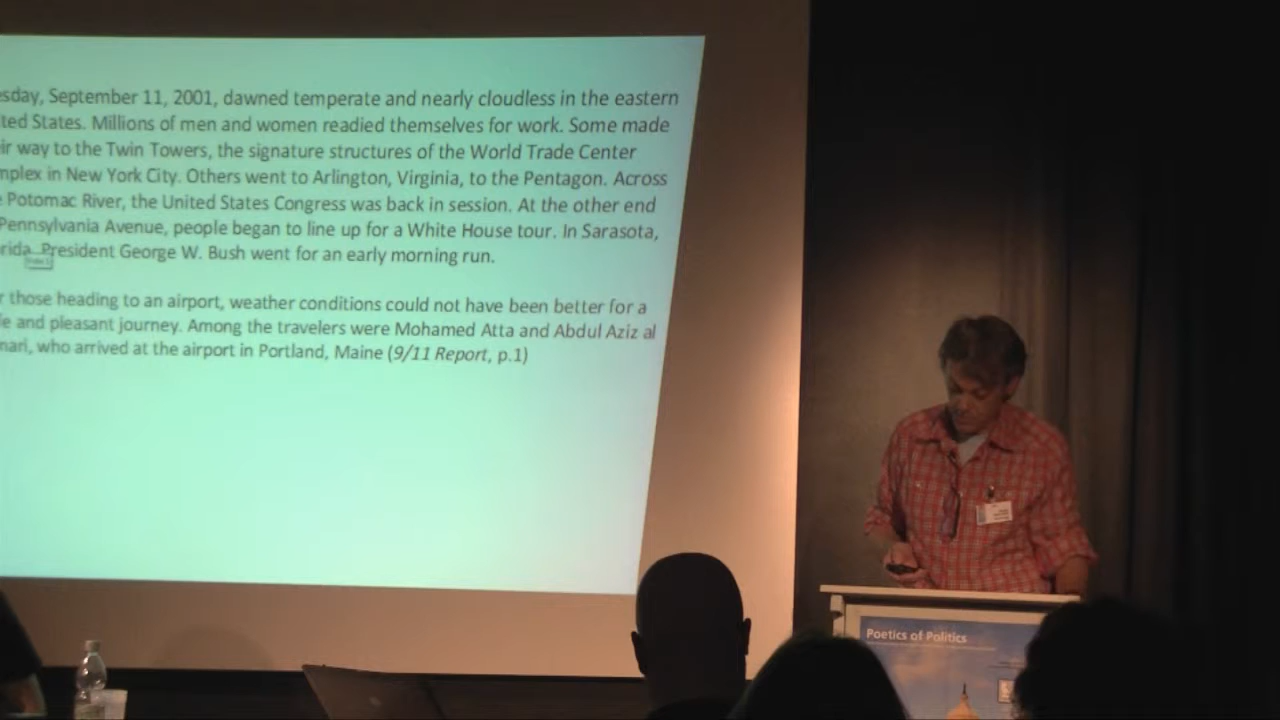 esday, September 11, 2001, dawned temperate and nearly cloudless in the eastern
ted States. Millions of men and women readied themselves for work. Some made
ir way to the Twin Towers, the signature structures of the World Trade Center
mplex in New York City. Others went to Arlington, Virginia, to the Pentagon. Across
e Potomac River, the United States Congress was back in session. At the other end
Pennsylvania Avenue, people began to line up for a White House tour. In Sarasota,
rida, President George W. Bush went for an early morning run.
r those heading to an airport, weather conditions could not have been better for a
fe and pleasant journey. Among the travelers were Mohamed Atta and Abdul Aziz al
mari, who arrived at the airport in Portland, Maine (9/11 Report, p.1)
Poetics of Politics